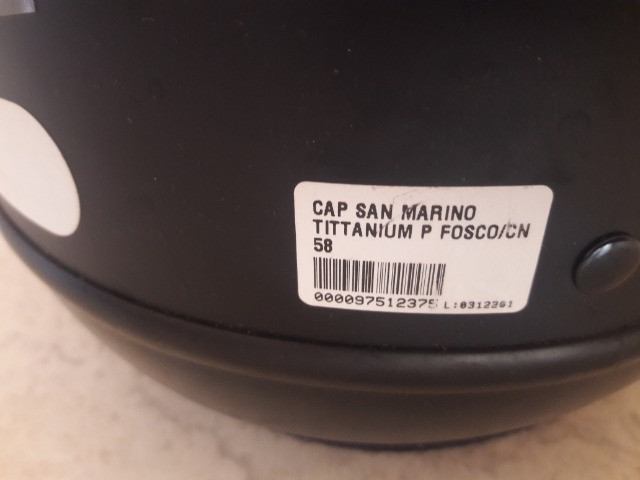 CAP SAN MARINO
TITTANIUM P FOSCO/CN
58
000097512375 L:0312261